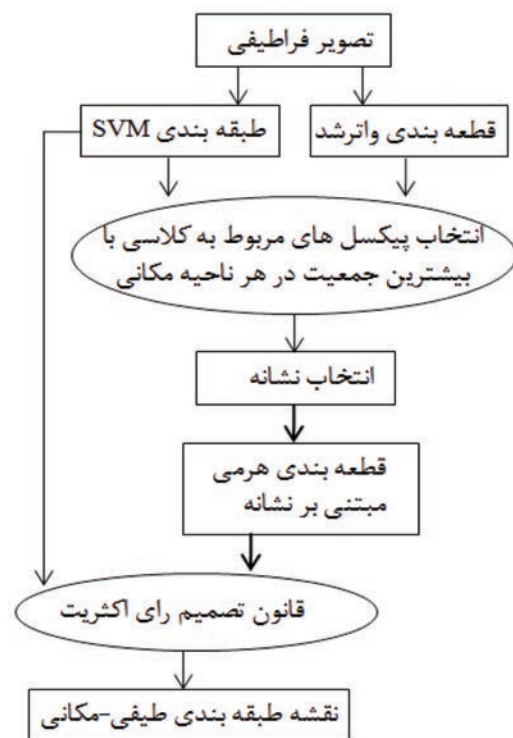 تصویر فراطیفی
قطعه بندی واترشد
طبقه بندی SVM
انتخاب پیکسل های مربوط به کلاسی با
بیشترین جمعیت در هر ناحیه مکانی
انتخاب نشانه
قطعه بندی هرمی
مبتنی بر نشانه
قانون تصمیم رای اکثریت
نقشه طبقه بندی طیفی-مکانی